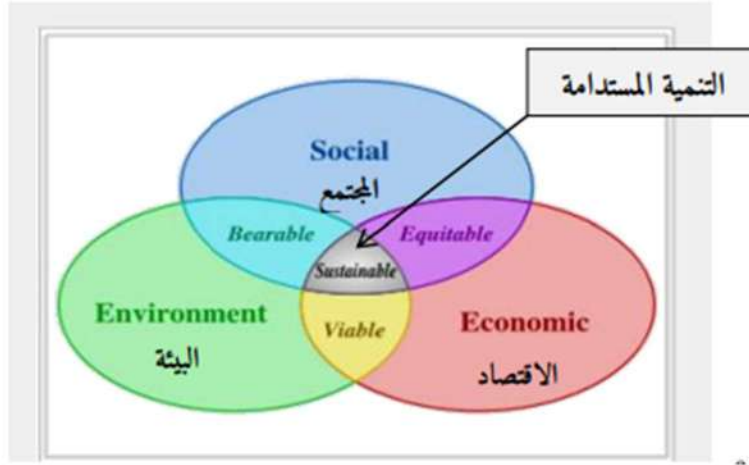 التنمية المستدامة
Social
المجتمع
Bearable
Equitable
Sustainable
Environment
البيئة
Viable
Economic
الاقتصاد